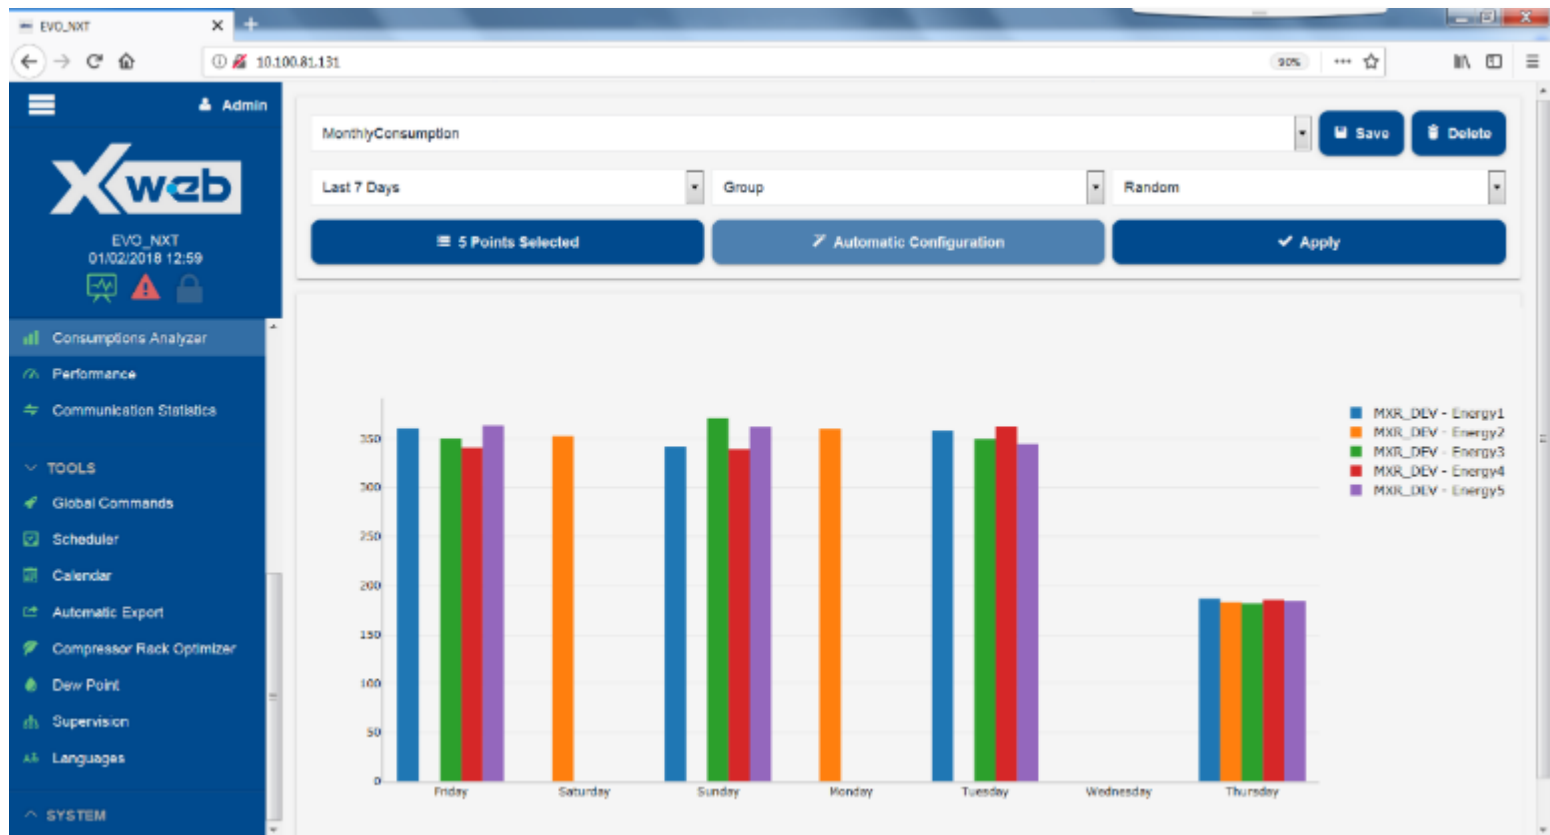 EVO_NXT
10.100.81.131
90%
Admin
Xweb
EVO_NXT
01/02/2018 12:59
Consumptions Analyzer
Performance
Communication Statistics
TOOLS
Global Commands
Scheduler
Calendar
Automatic Export
Compressor Rack Optimizer
Dew Point
Supervision
Languages
SYSTEM
MonthlyConsumption
Save
Delete
Last 7 Days
Group
Random
5 Points Selected
Automatic Configuration
Apply
350
300
250
200
150
100
50
0
Friday
Saturday
Sunday
Monday
Tuesday
Wednesday
Thursday
MXR_DEV - Energy1
MXR_DEV - Energy2
MXR_DEV - Energy3
MXR_DEV - Energy4
MXR_DEV - Energy5